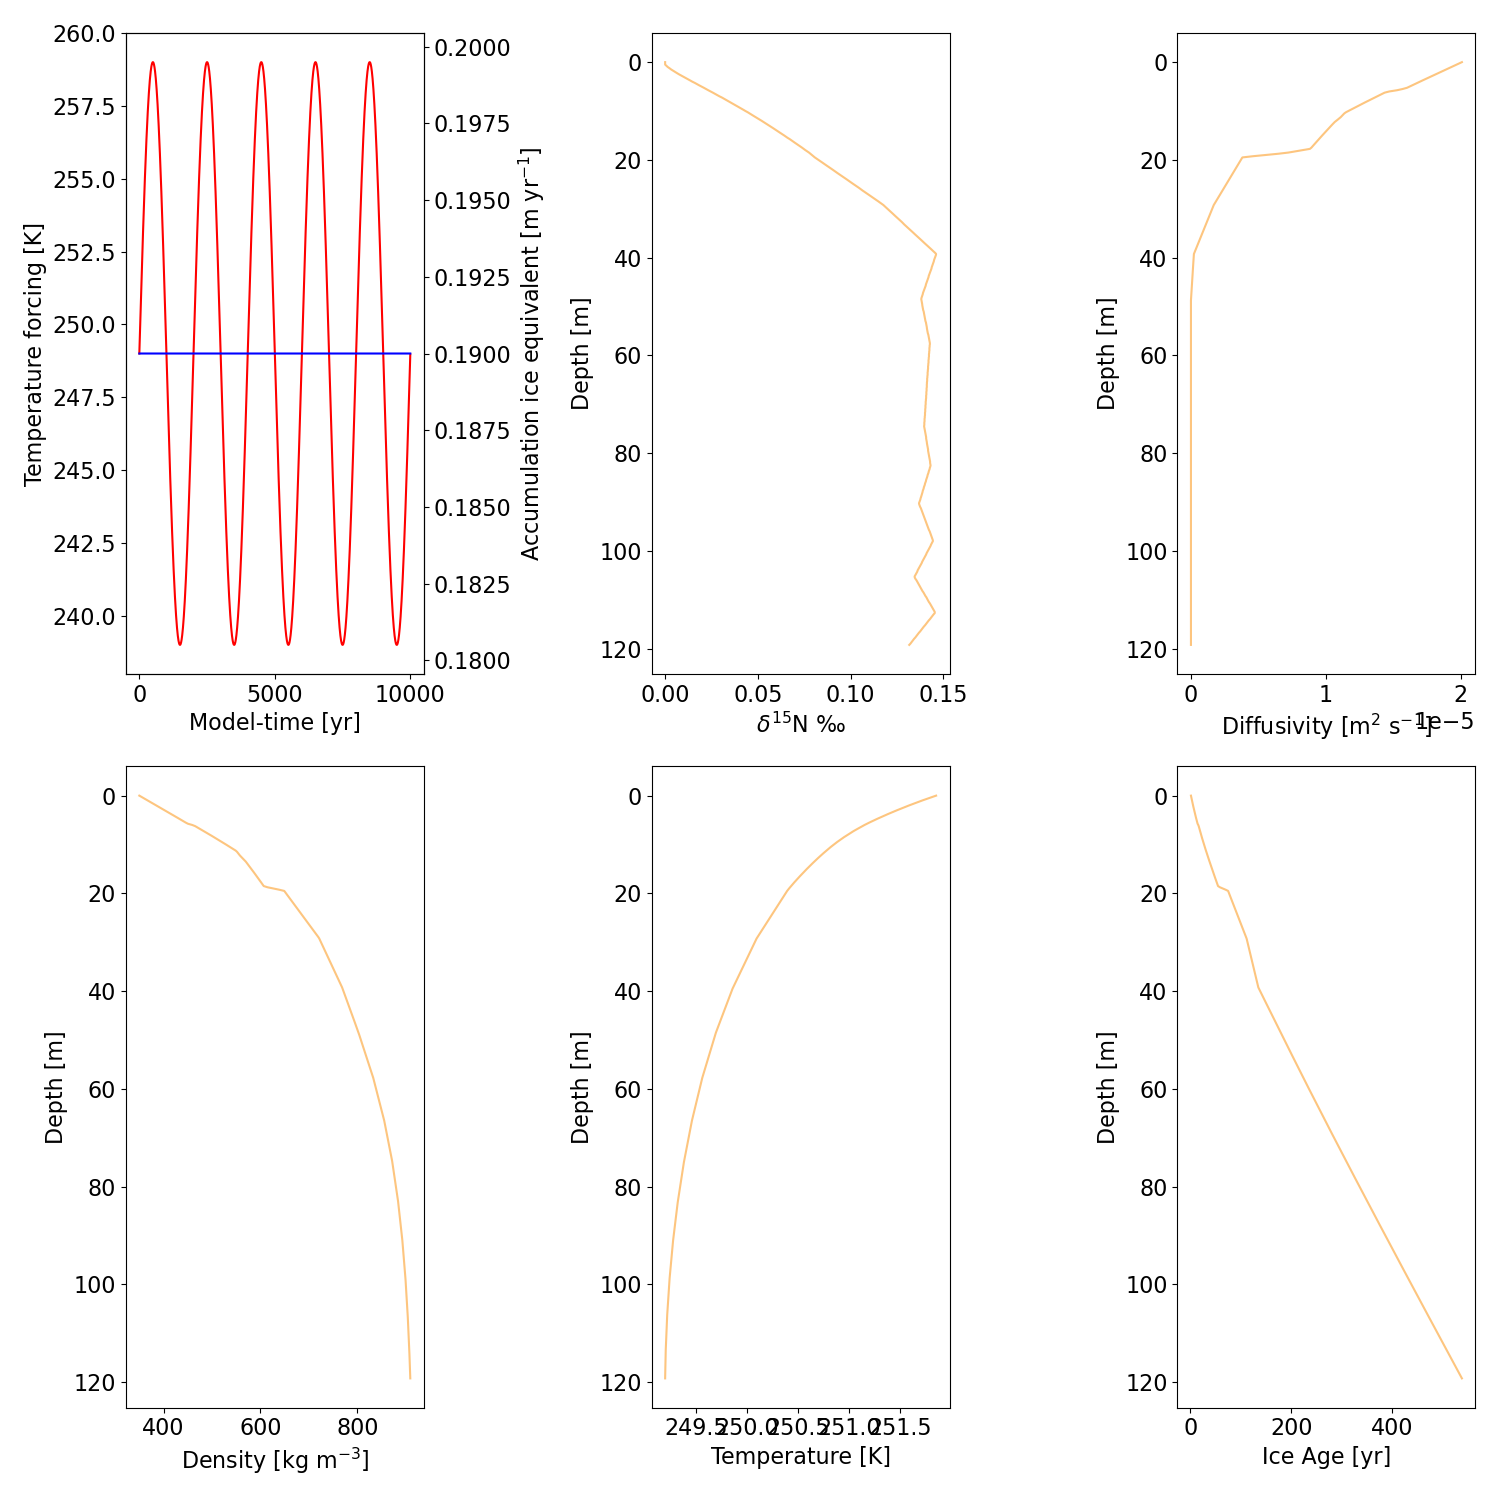 260.0
257.5
255.0
252.5
250.0
247.5
245.0
242.5
240.0
Temperature forcing [K]
0 5000 10000
Model-time [yr]
0.2000
0.1975
0.1950
0.1925
0.1900
0.1875
0.1850
0.1825
0.1800
Accumulation ice equivalent [m yr⁻¹]
0
20
40
60
80
100
120
Depth [m]
0.00 0.05 0.10 0.15
δ¹⁵N ‰
0
20
40
60
80
100
120
Depth [m]
0 1 2
Diffusivity [m² s⁻¹]
1e−5
0
20
40
60
80
100
120
Depth [m]
400 600 800
Density [kg m⁻³]
0
20
40
60
80
100
120
Depth [m]
249.5 250.0 250.5 251.0 251.5
Temperature [K]
0
20
40
60
80
100
120
Depth [m]
0 200 400
Ice Age [yr]